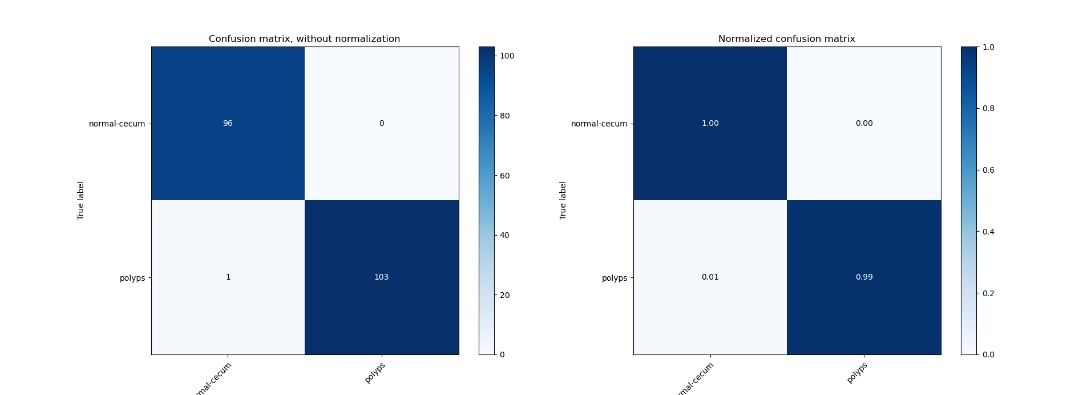 Confusion matrix, without normalization
Normalized confusion matrix
True label
normal-cecum
polyps
96
0
1
103
polyps
100
80
60
40
20
0
True label
normal-cecum
polyps
1.00
0.00
0.01
0.99
polyps
1.0
0.8
0.6
0.4
0.2
0.0